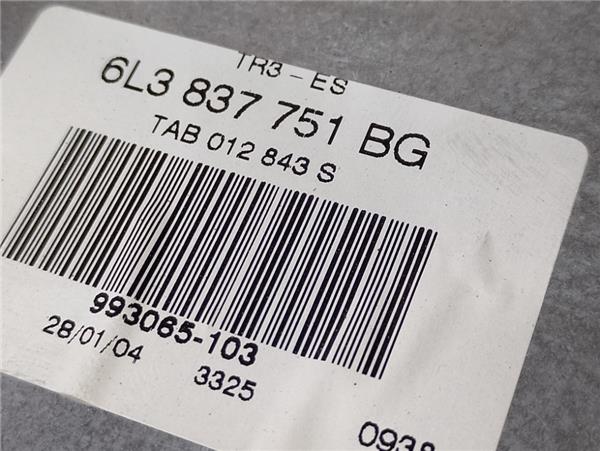 TR3 - ES
6L3 837 751 BG
TAB 012 843 S
993065-103
28/01/04 3325